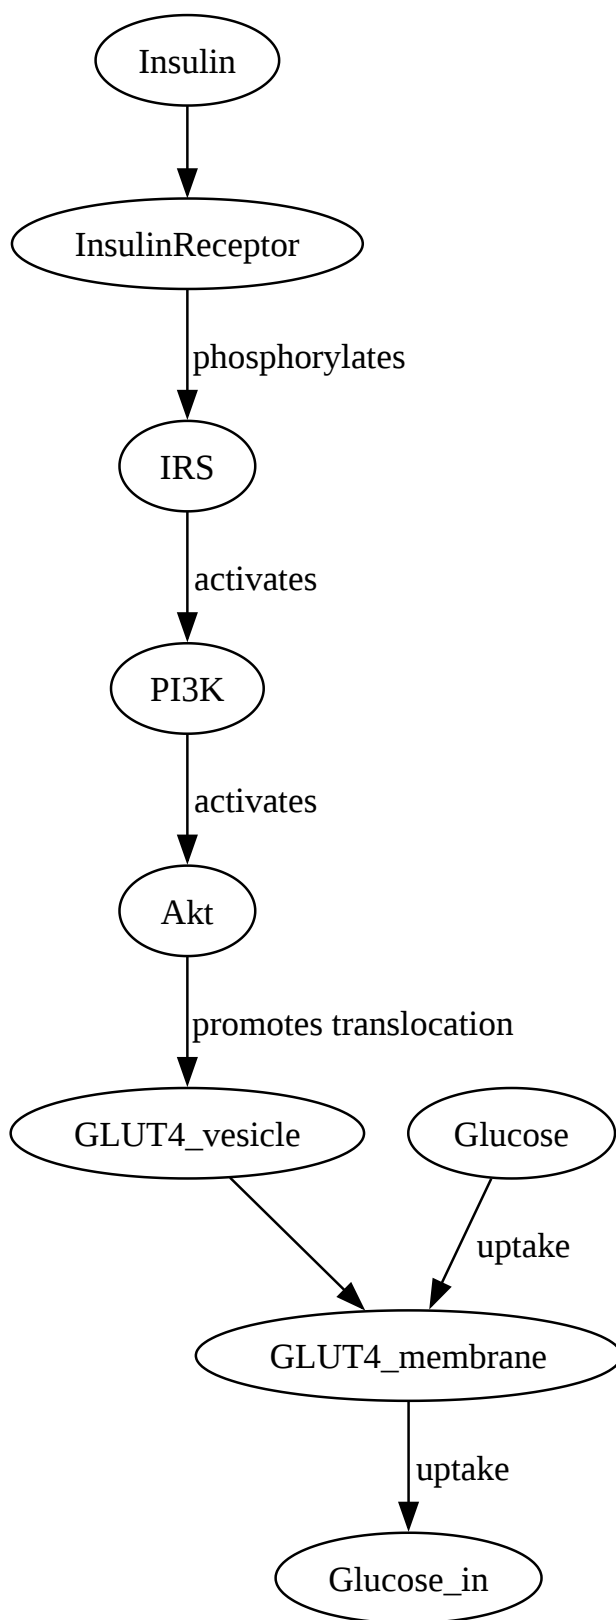 Insulin
InsulinReceptor
phosphorylates
IRS
activates
PI3K
activates
Akt
promotes translocation
GLUT4_vesicle
Glucose
uptake
GLUT4_membrane
uptake
Glucose_in